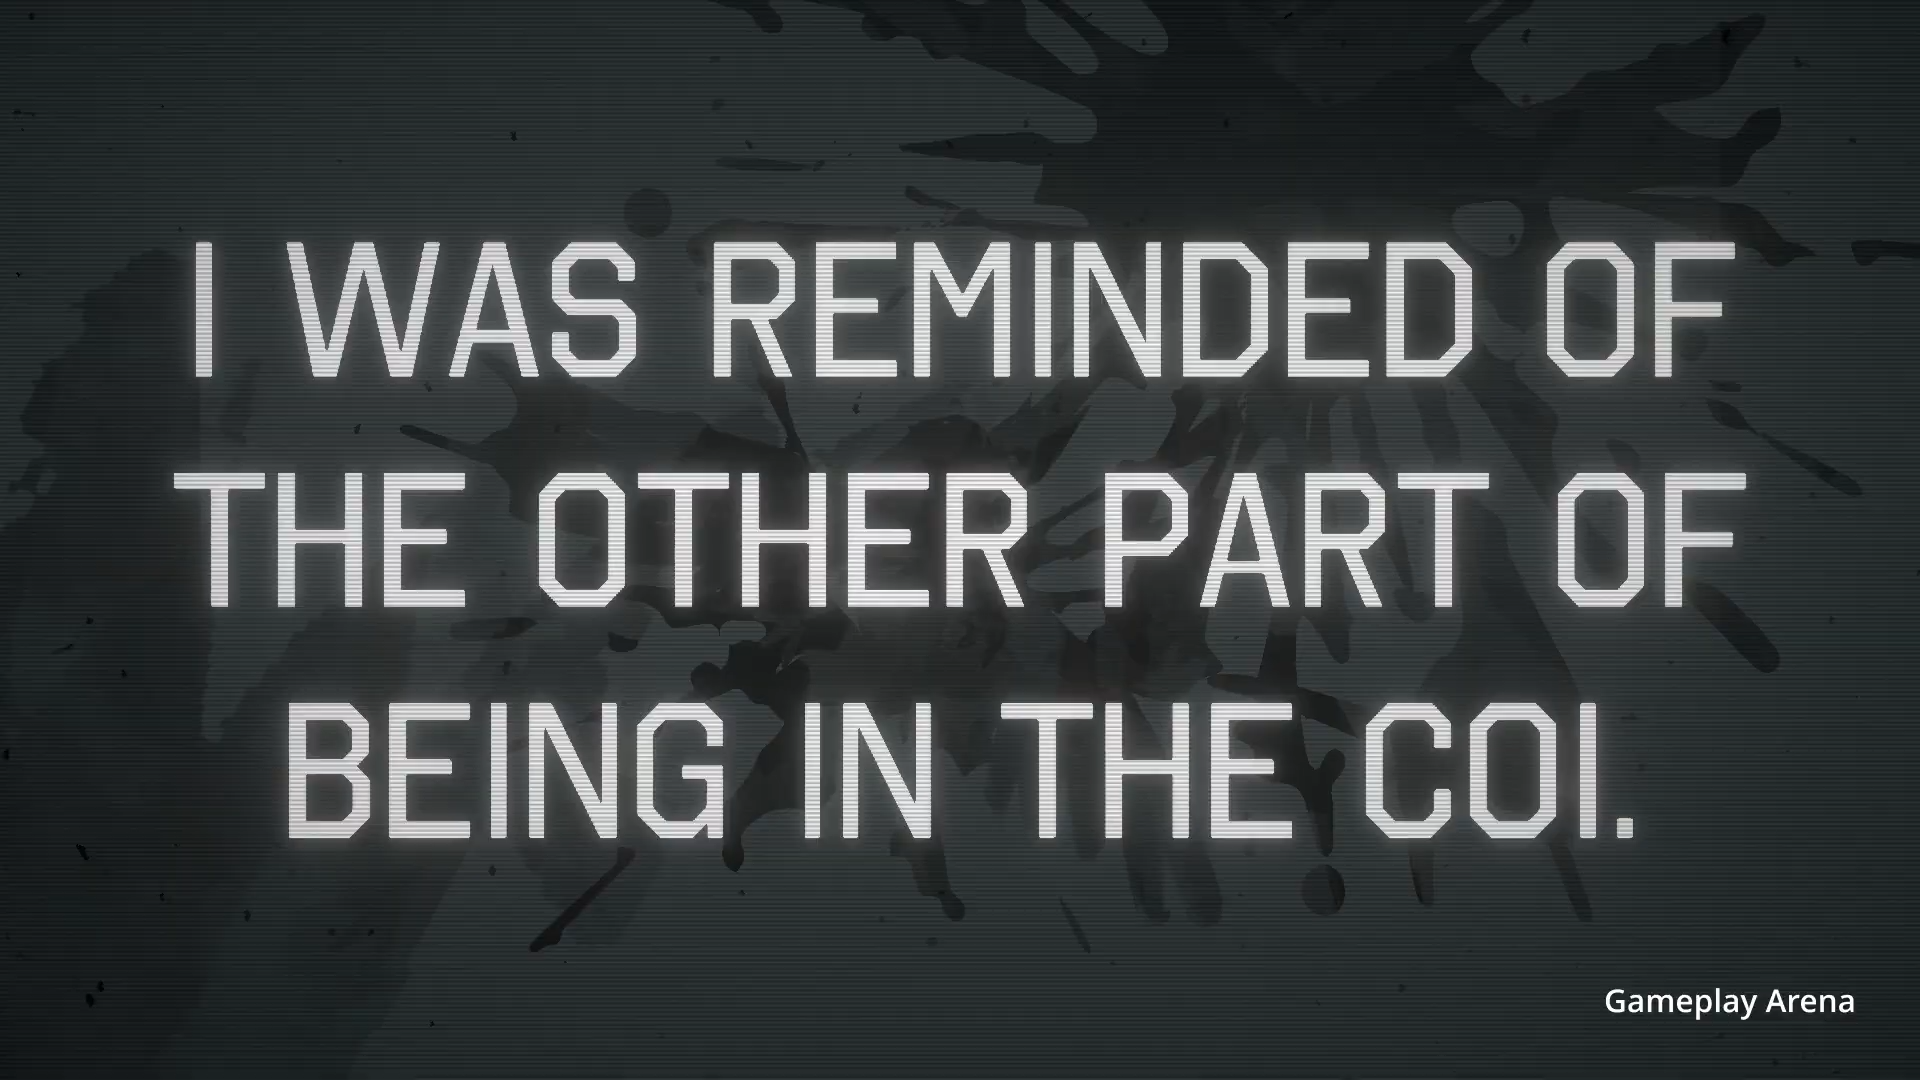 I WAS REMINDED OF
THE OTHER PART OF
BEING IN THE COI.
Gameplay Arena